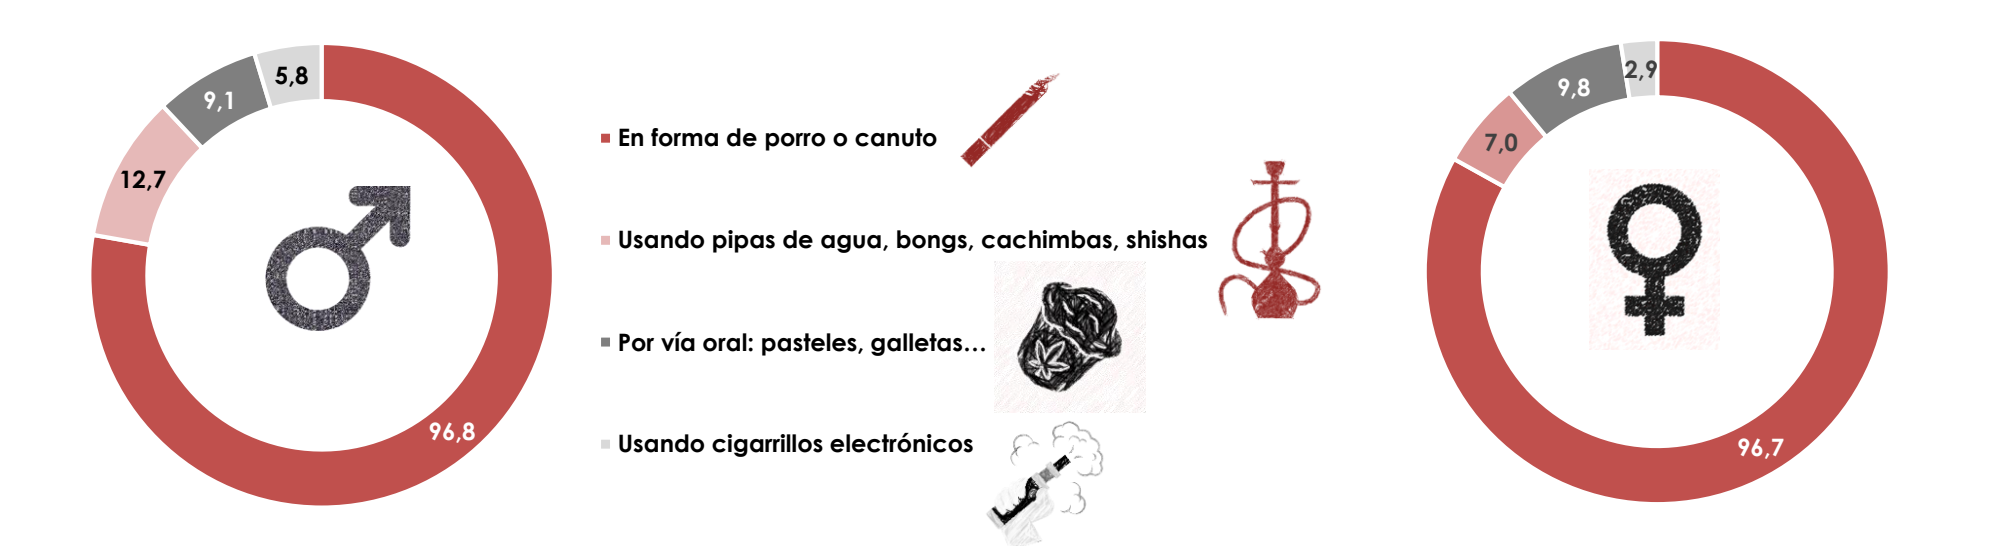 5,8
9,1
12,7
96,8
En forma de porro o canuto
Usando pipas de agua, bongs, cachimbas, shishas
Por vía oral: pasteles, galletas...
Usando cigarrillos electrónicos
2,9
9,8
7,0
96,7